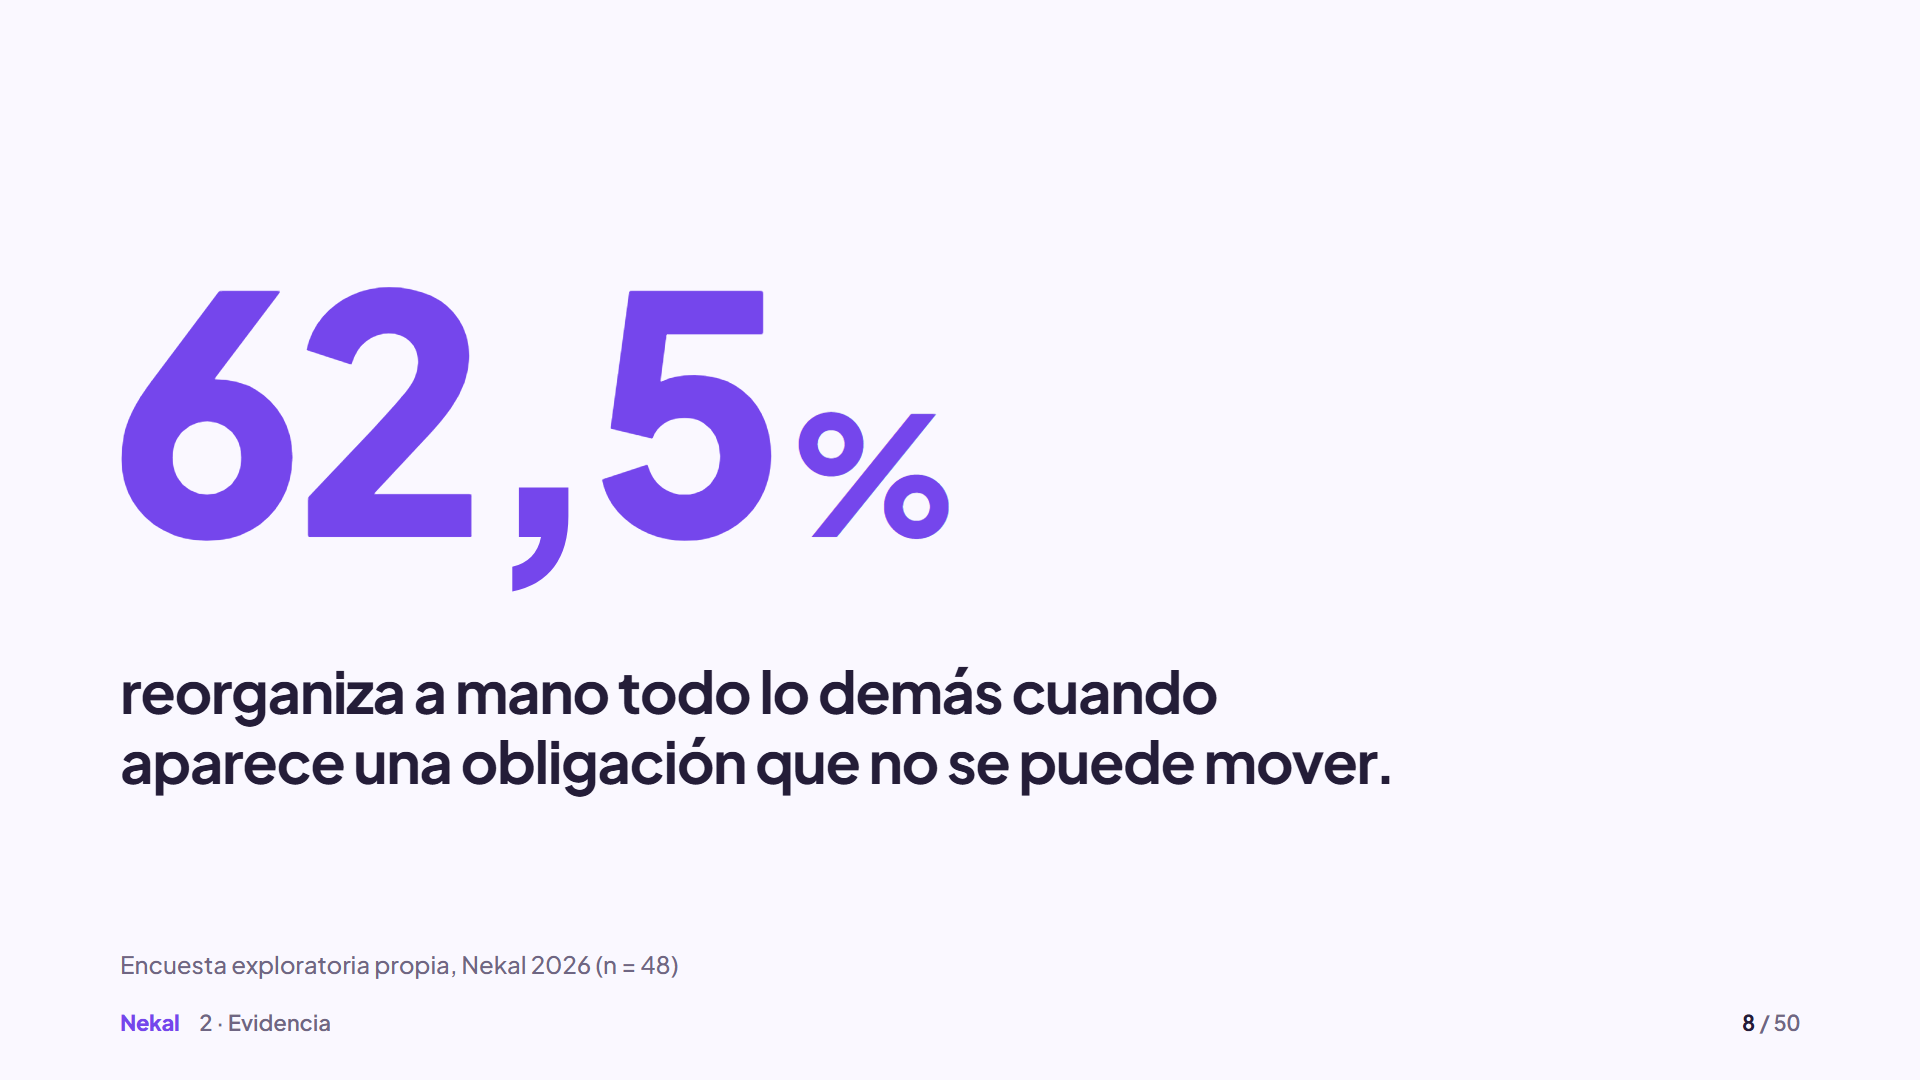 62,5%
reorganiza a mano todo lo demás cuando
aparece una obligación que no se puede mover.
Encuesta exploratoria propia, Nekal 2026 (n = 48)
Nekal 2 · Evidencia
8 / 50